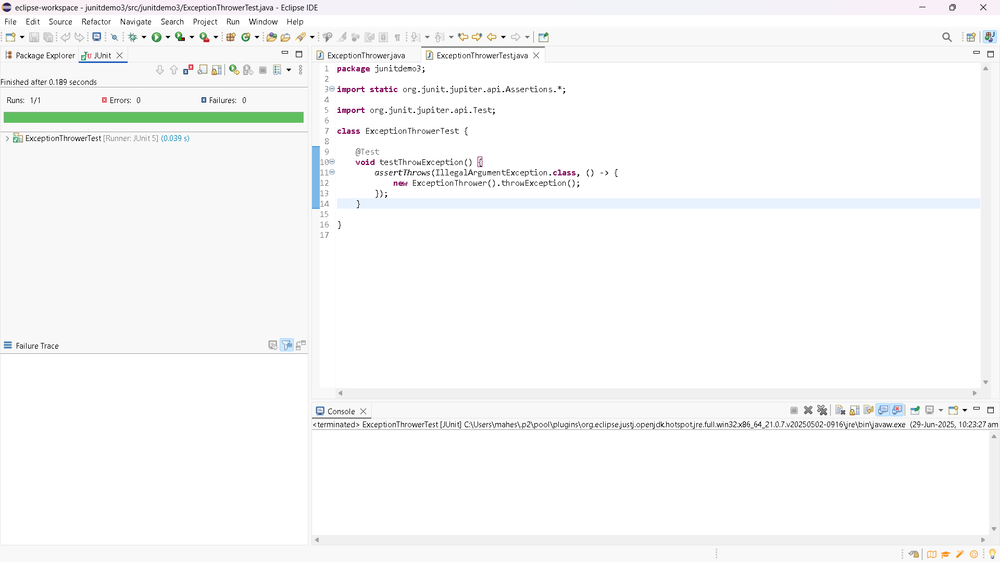 eclipse-workspace - junitdemo3/src/junitdemo3/ExceptionThrowerTest.java - Eclipse IDE
File Edit Source Refactor Navigate Search Project Run Window Help
Package Explorer JUnit
Finished after 0.189 seconds
Runs: 1/1 Errors: 0 Failures: 0
ExceptionThrowerTest [Runner: JUnit 5] (0.039 s)
Failure Trace
ExceptionThrower.java ExceptionThrowerTest.java
1 package junitdemo3;
2
3 import static org.junit.jupiter.api.Assertions.*;
4
5 import org.junit.jupiter.api.Test;
6
7 class ExceptionThrowerTest {
8
9 @Test
10 void testThrowException() {
11 assertThrows(IllegalArgumentException.class, () -> {
12 new ExceptionThrower().throwException();
13 });
14 }
15
16 }
17
Console
<terminated> ExceptionThrowerTest [JUnit] C:\Users\mahes\.p2\pool\plugins\org.eclipse.justj.openjdk.hotspot.jre.full.win32.x86_64_21.0.7.v20250502-0916\jre\bin\javaw.exe (29-Jun-2025, 10:23:27 am